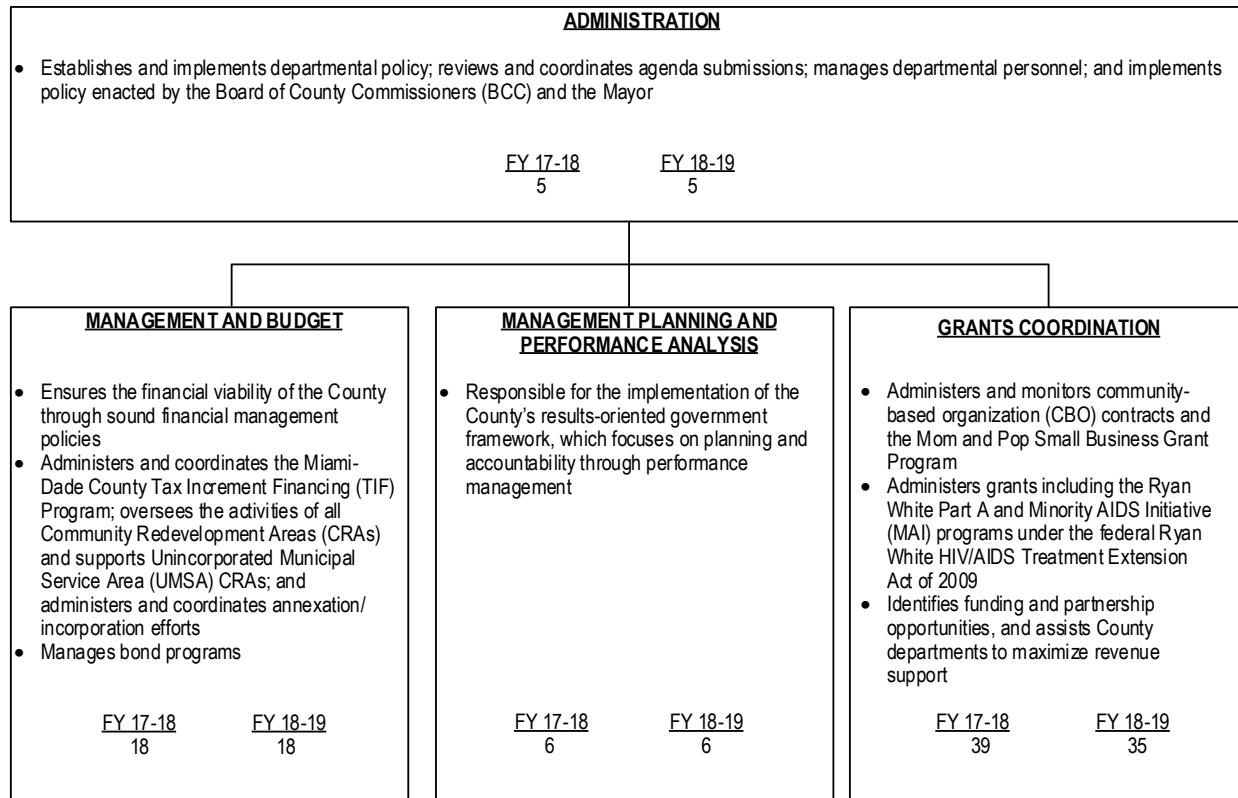 ADMINISTRATION
• Establishes and implements departmental policy; reviews and coordinates agenda submissions; manages departmental personnel; and implements
policy enacted by the Board of County Commissioners (BCC) and the Mayor
FY 17-18 FY 18-19
5 5
MANAGEMENT AND BUDGET
• Ensures the financial viability of the County
through sound financial management
policies
• Administers and coordinates the Miami-
Dade County Tax Increment Financing (TIF)
Program; oversees the activities of all
Community Redevelopment Areas (CRAs)
and supports Unincorporated Municipal
Service Area (UMSA) CRAs; and
administers and coordinates annexation/
incorporation efforts
• Manages bond programs
FY 17-18 FY 18-19
18 18
MANAGEMENT PLANNING AND
PERFORMANCE ANALYSIS
• Responsible for the implementation of the
County's results-oriented government
framework, which focuses on planning and
accountability through performance
management
FY 17-18 FY 18-19
6 6
GRANTS COORDINATION
• Administers and monitors community-
based organization (CBO) contracts and
the Mom and Pop Small Business Grant
Program
• Administers grants including the Ryan
White Part A and Minority AIDS Initiative
(MAI) programs under the federal Ryan
White HIV/AIDS Treatment Extension
Act of 2009
• Identifies funding and partnership
opportunities, and assists County
departments to maximize revenue
support
FY 17-18 FY 18-19
39 35